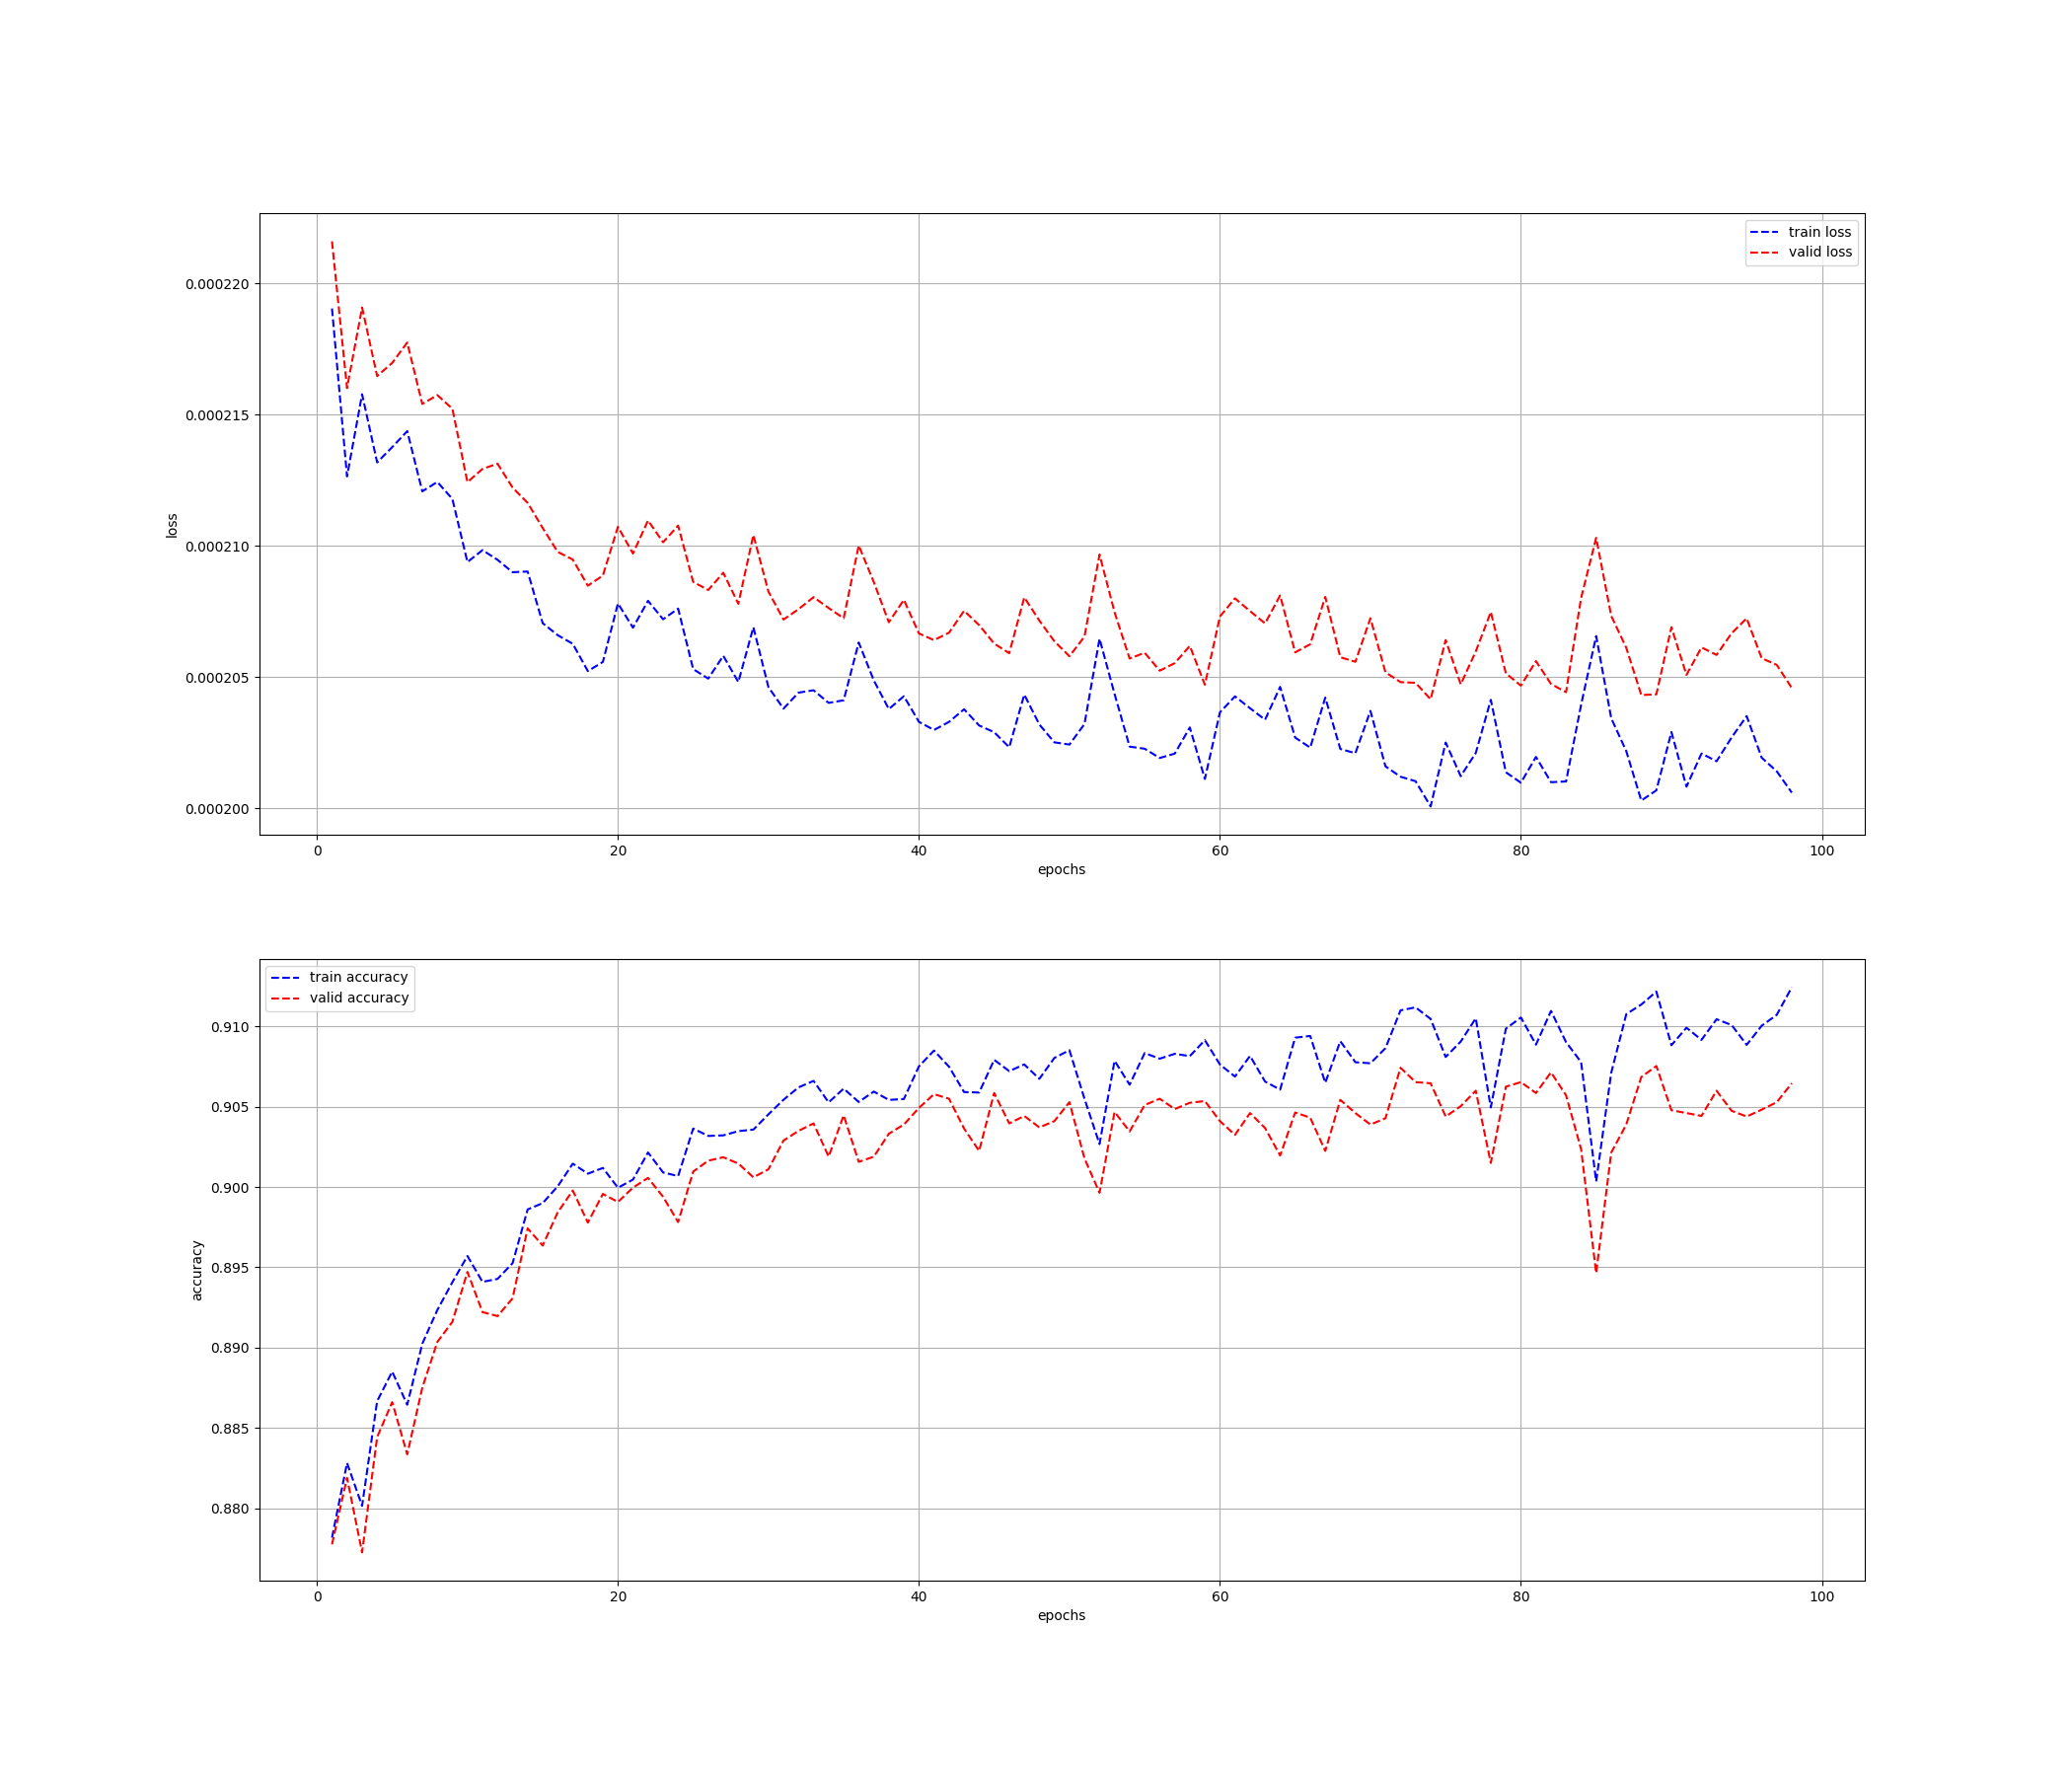 train loss
valid loss
0.000220
0.000215
0.000210
0.000205
0.000200
loss
0 20 40 60 80 100
epochs
train accuracy
valid accuracy
0.910
0.905
0.900
0.895
0.890
0.885
0.880
accuracy
0 20 40 60 80 100
epochs